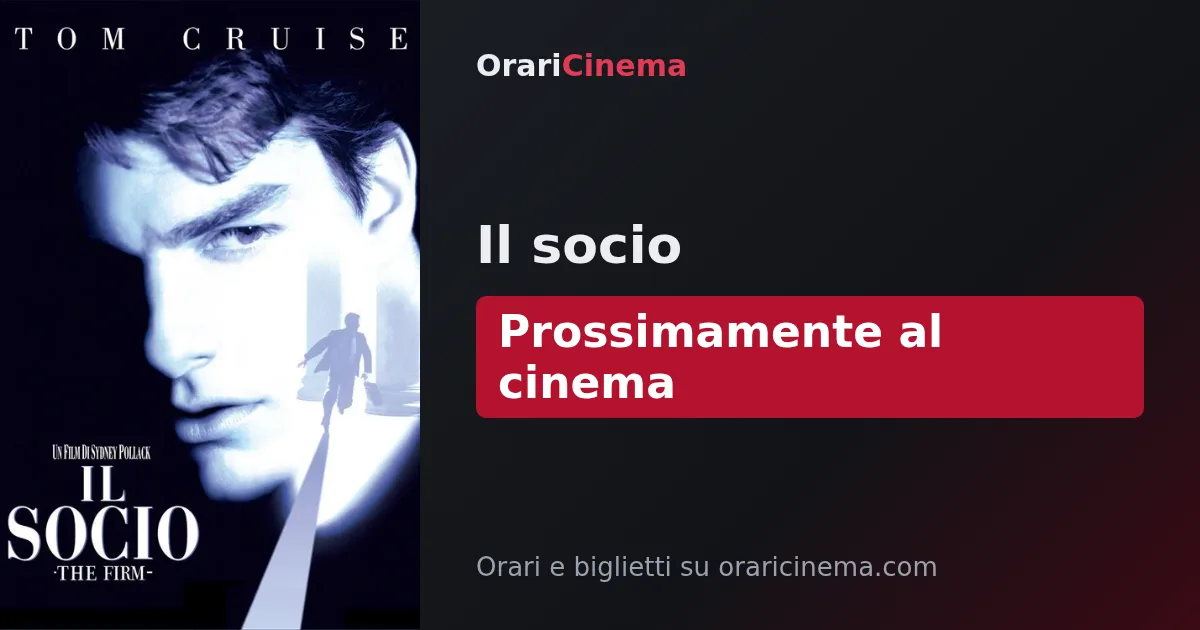 TOM CRUISE
UN FILM DI SYDNEY POLLACK
IL
SOCIO
-THE FIRM-
OrariCinema
Il socio
Prossimamente al
cinema
Orari e biglietti su oraricinema.com